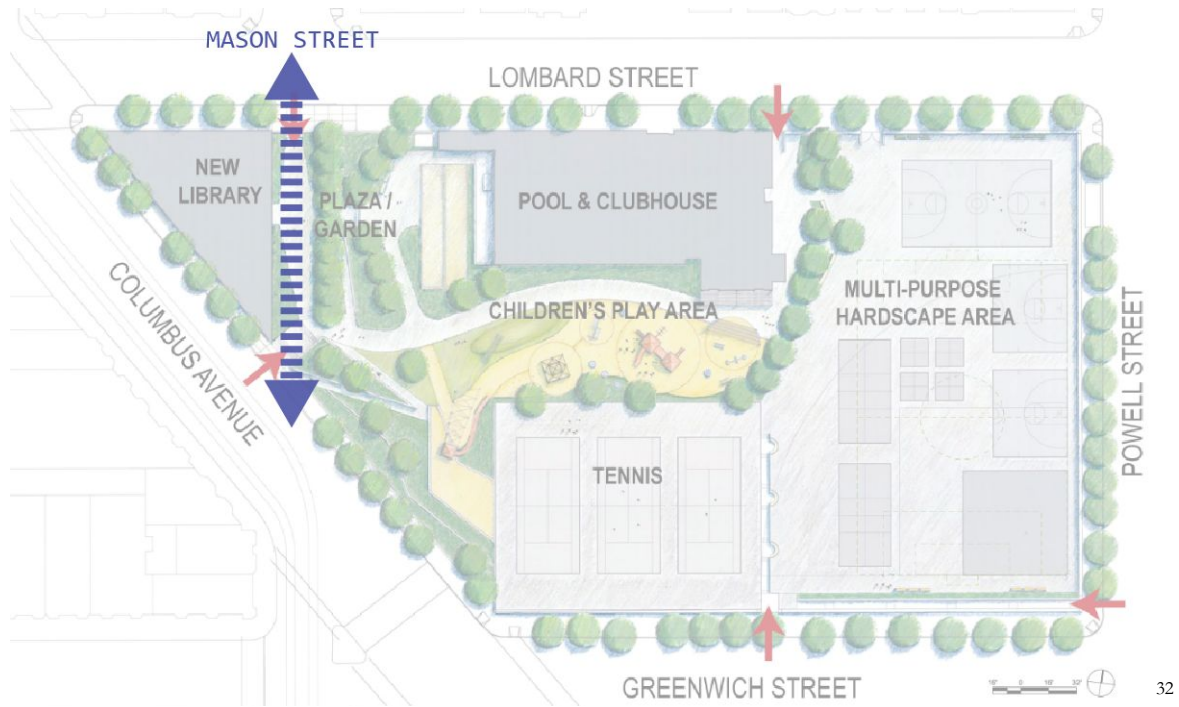 MASON STREET
LOMBARD STREET
NEW
LIBRARY
PLAZA /
GARDEN
POOL & CLUBHOUSE
COLUMBUS AVENUE
CHILDREN'S PLAY AREA
MULTI-PURPOSE
HARDSCAPE AREA
POWELL STREET
TENNIS
GREENWICH STREET
32